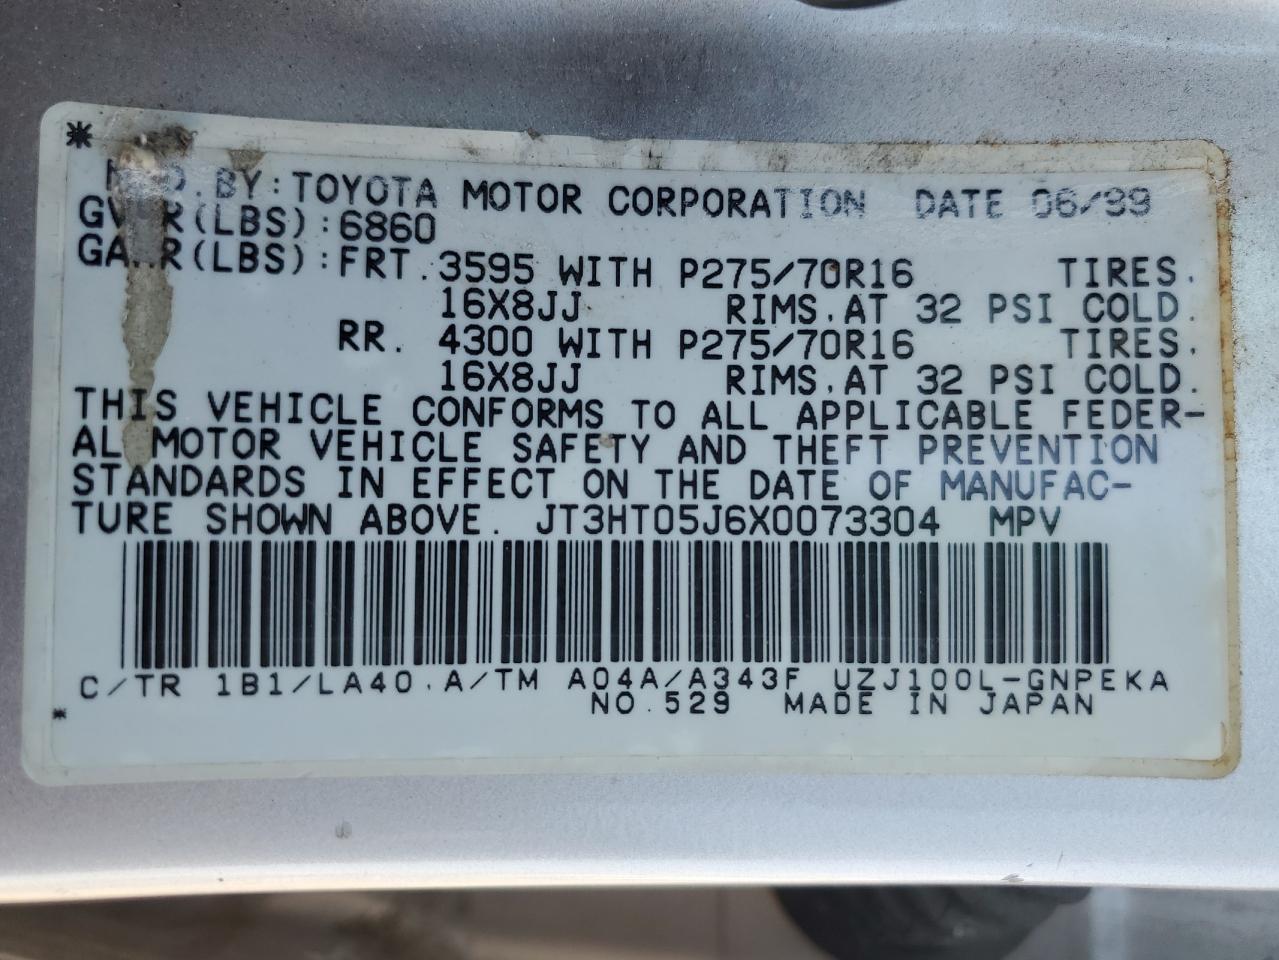 *
BY:TOYOTA MOTOR CORPORATION DATE 06/99
GVWR(LBS):6860
GAWR(LBS):FRT.3595 WITH P275/70R16 TIRES.
16X8JJ RIMS.AT 32 PSI COLD.
RR. 4300 WITH P275/70R16 TIRES.
16X8JJ RIMS.AT 32 PSI COLD.
THIS VEHICLE CONFORMS TO ALL APPLICABLE FEDER-
AL MOTOR VEHICLE SAFETY AND THEFT PREVENTION
STANDARDS IN EFFECT ON THE DATE OF MANUFAC-
TURE SHOWN ABOVE. JT3HT05J6X0073304 MPV
C/TR 1B1/LA40.A/TM A04A/A343F UZJ100L-GNPEKA
* NO.529 MADE IN JAPAN